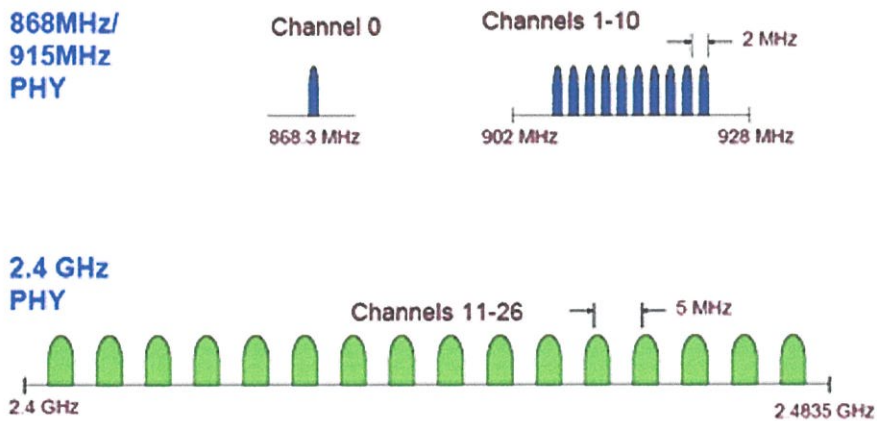 868MHz/
915MHz
PHY
Channel 0
868.3 MHz
Channels 1-10
2 MHz
902 MHz
928 MHz
2.4 GHz
PHY
Channels 11-26
5 MHz
2.4 GHz
2.4835 GHz